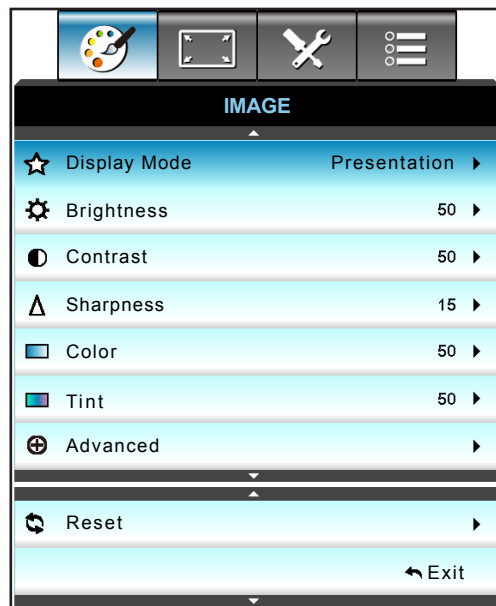 IMAGE
Display Mode Presentation
Brightness 50
Contrast 50
Sharpness 15
Color 50
Tint 50
Advanced
Reset
Exit